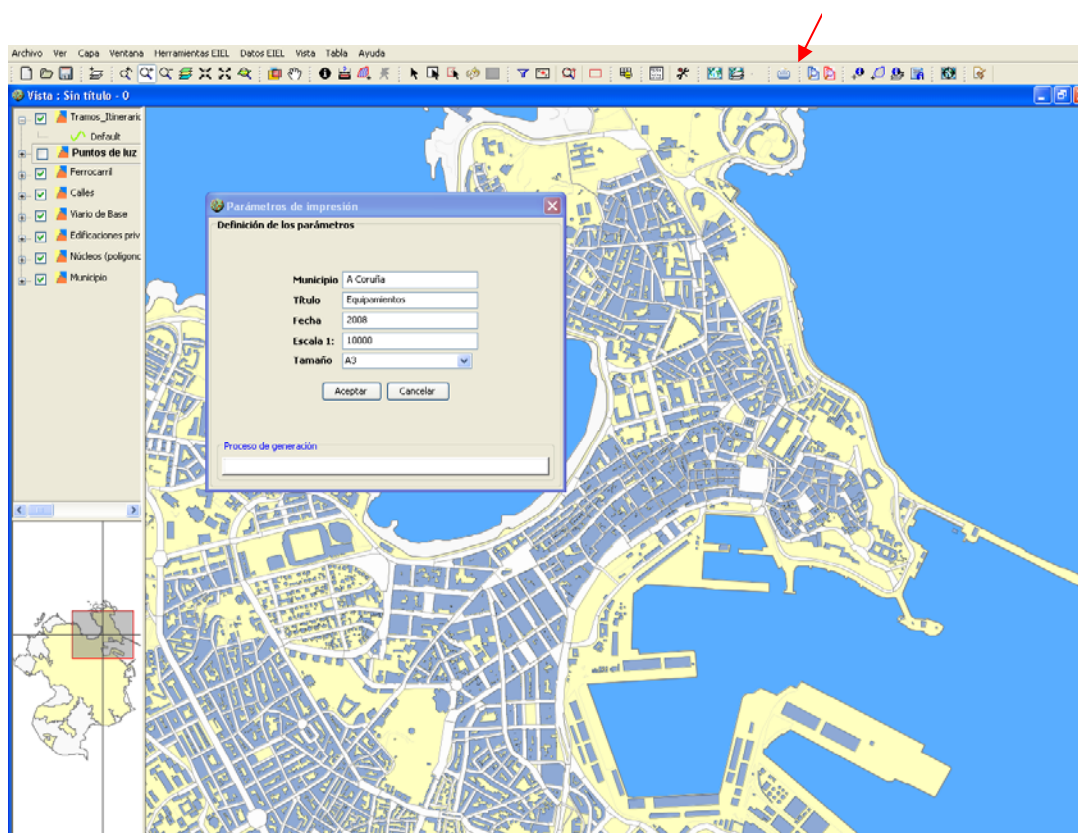 Archivo Ver Capa Ventana Herramientas EIEL Datos EIEL Vista Tabla Ayuda
Vista : Sin título - 0
Tramos_Itineraric
Default
Puntos de luz
Ferrocarril
Calles
Viario de Base
Edificaciones priv
Núcleos (polígonc
Municipio
Parámetros de impresión
Definición de los parámetros
Municipio A Coruña
Título Equipamientos
Fecha 2008
Escala 1: 10000
Tamaño A3
Aceptar Cancelar
Proceso de generación